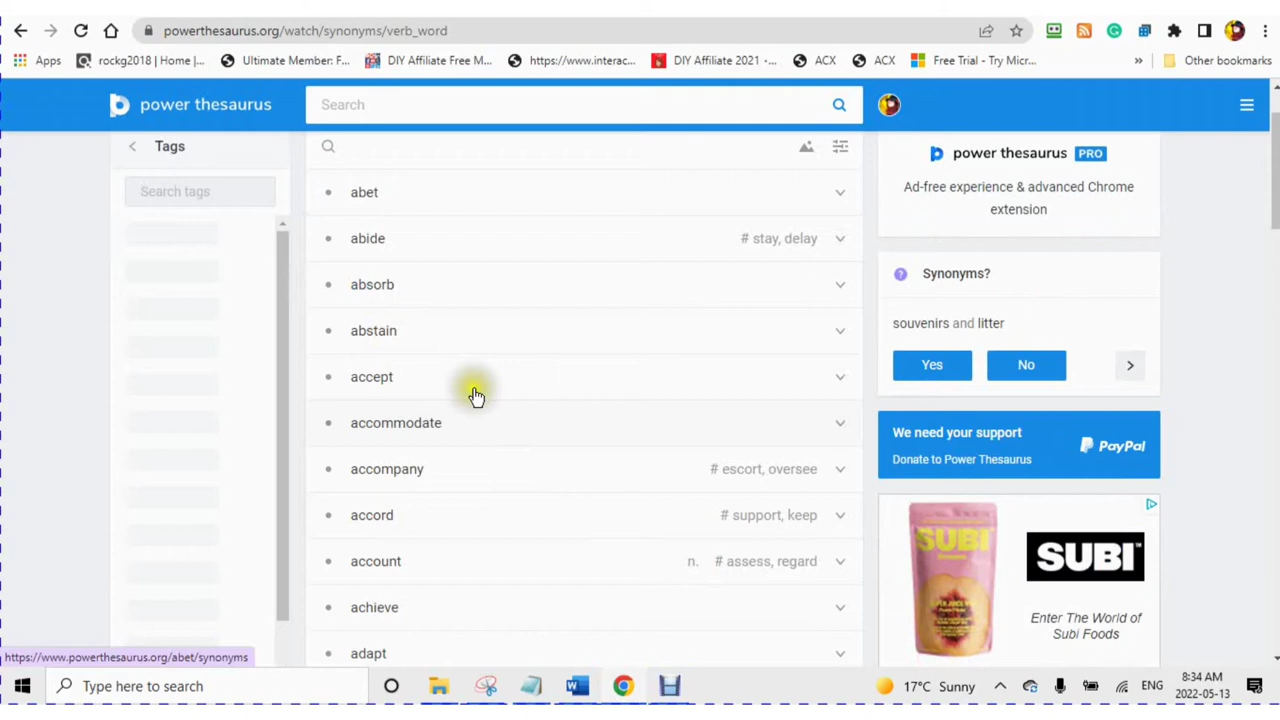 powerthesaurus.org/watch/synonyms/verb_word
Apps
rockg2018 | Home |...
Ultimate Member: F...
DIY Affiliate Free M...
https://www.interac...
DIY Affiliate 2021 -...
ACX
ACX
Free Trial - Try Micr...
»
Other bookmarks
power thesaurus
Search
Tags
Search tags
abet
abide # stay, delay
absorb
abstain
accept
accommodate
accompany # escort, oversee
accord # support, keep
account n. # assess, regard
achieve
adapt
power thesaurus PRO
Ad-free experience & advanced Chrome
extension
Synonyms?
souvenirs and litter
Yes
No
We need your support
Donate to Power Thesaurus
PayPal
SUBI
SUBI
Enter The World of
Subi Foods
https://www.powerthesaurus.org/abet/synonyms
Type here to search
17°C Sunny
ENG
8:34 AM
2022-05-13